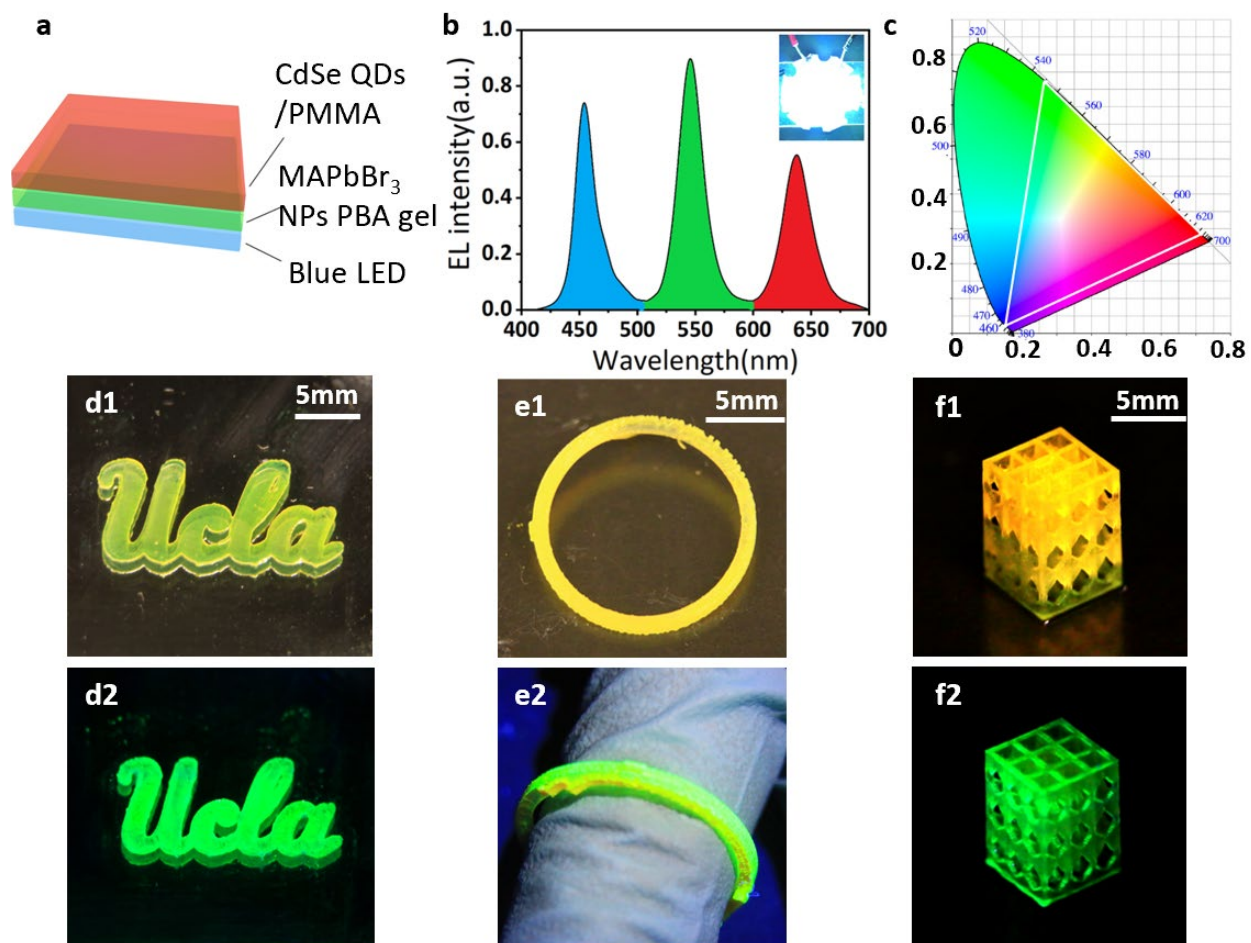 a
CdSe QDs
/PMMA
MAPbBr₃
NPs PBA gel
Blue LED
b
EL intensity(a.u.)
1.0
0.8
0.6
0.4
0.2
0.0
400 450 500 550 600 650 700
Wavelength(nm)
c
0.8
0.6
0.4
0.2
0 0.2 0.4 0.6 0.8
520
540
560
580
600
620
700
500
490
480
470
460
380
d1
5mm
Ucla
e1
5mm
f1
5mm
d2
Ucla
e2
f2